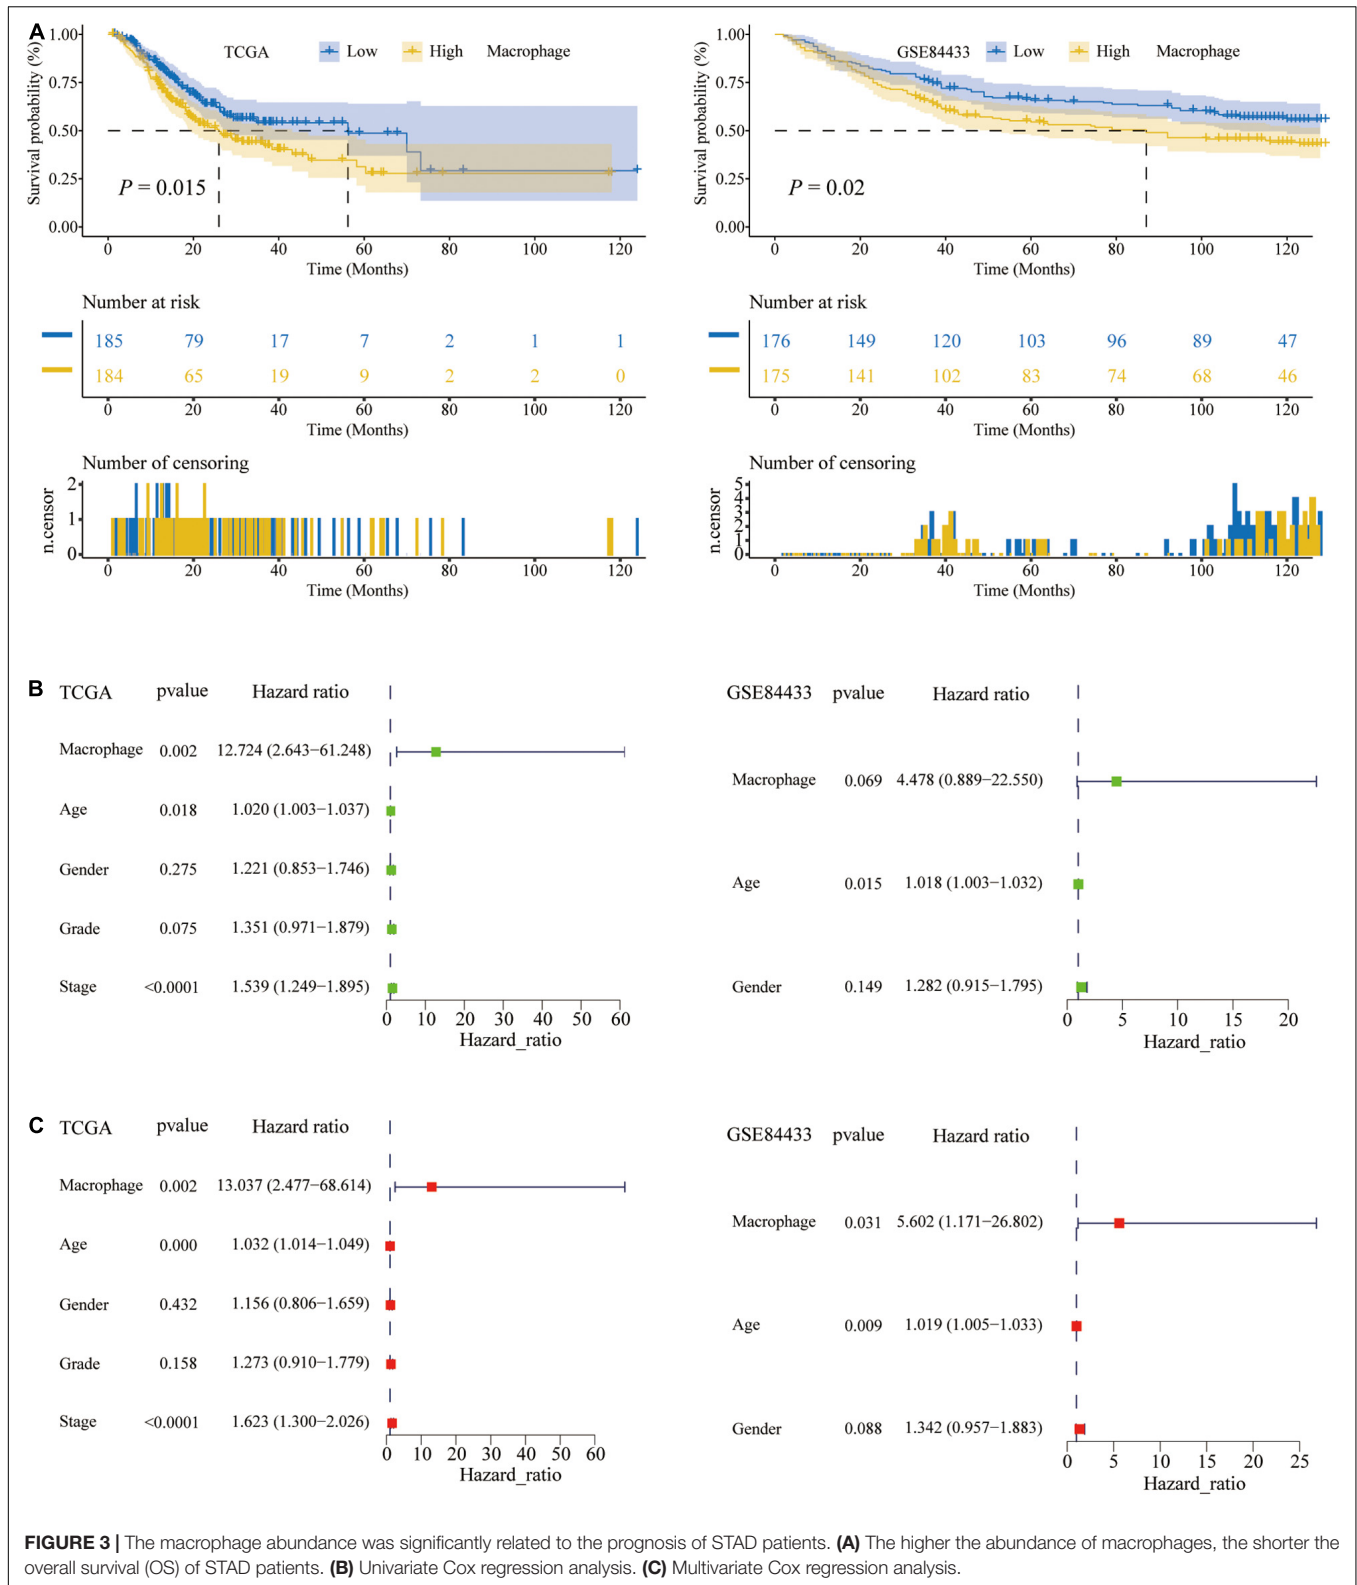 A
TCGA Low High Macrophage
Survival probability (%)
1.00
0.75
0.50
0.25
0.00
P = 0.015
0 20 40 60 80 100 120
Time (Months)
Number at risk
185 79 17 7 2 1 1
184 65 19 9 2 2 0
0 20 40 60 80 100 120
Time (Months)
Number of censoring
n.censor
2
1
0
0 20 40 60 80 100 120
Time (Months)
GSE84433 Low High Macrophage
Survival probability (%)
1.00
0.75
0.50
0.25
0.00
P = 0.02
0 20 40 60 80 100 120
Time (Months)
Number at risk
176 149 120 103 96 89 47
175 141 102 83 74 68 46
0 20 40 60 80 100 120
Time (Months)
Number of censoring
n.censor
5
4
3
2
1
0
0 20 40 60 80 100 120
Time (Months)
B
TCGA pvalue Hazard ratio
Macrophage 0.002 12.724 (2.643−61.248)
Age 0.018 1.020 (1.003−1.037)
Gender 0.275 1.221 (0.853−1.746)
Grade 0.075 1.351 (0.971−1.879)
Stage <0.0001 1.539 (1.249−1.895)
0 10 20 30 40 50 60
Hazard_ratio
GSE84433 pvalue Hazard ratio
Macrophage 0.069 4.478 (0.889−22.550)
Age 0.015 1.018 (1.003−1.032)
Gender 0.149 1.282 (0.915−1.795)
0 5 10 15 20
Hazard_ratio
C
TCGA pvalue Hazard ratio
Macrophage 0.002 13.037 (2.477−68.614)
Age 0.000 1.032 (1.014−1.049)
Gender 0.432 1.156 (0.806−1.659)
Grade 0.158 1.273 (0.910−1.779)
Stage <0.0001 1.623 (1.300−2.026)
0 10 20 30 40 50 60
Hazard_ratio
GSE84433 pvalue Hazard ratio
Macrophage 0.031 5.602 (1.171−26.802)
Age 0.009 1.019 (1.005−1.033)
Gender 0.088 1.342 (0.957−1.883)
0 5 10 15 20 25
Hazard_ratio
FIGURE 3 | The macrophage abundance was significantly related to the prognosis of STAD patients. (A) The higher the abundance of macrophages, the shorter the
overall survival (OS) of STAD patients. (B) Univariate Cox regression analysis. (C) Multivariate Cox regression analysis.